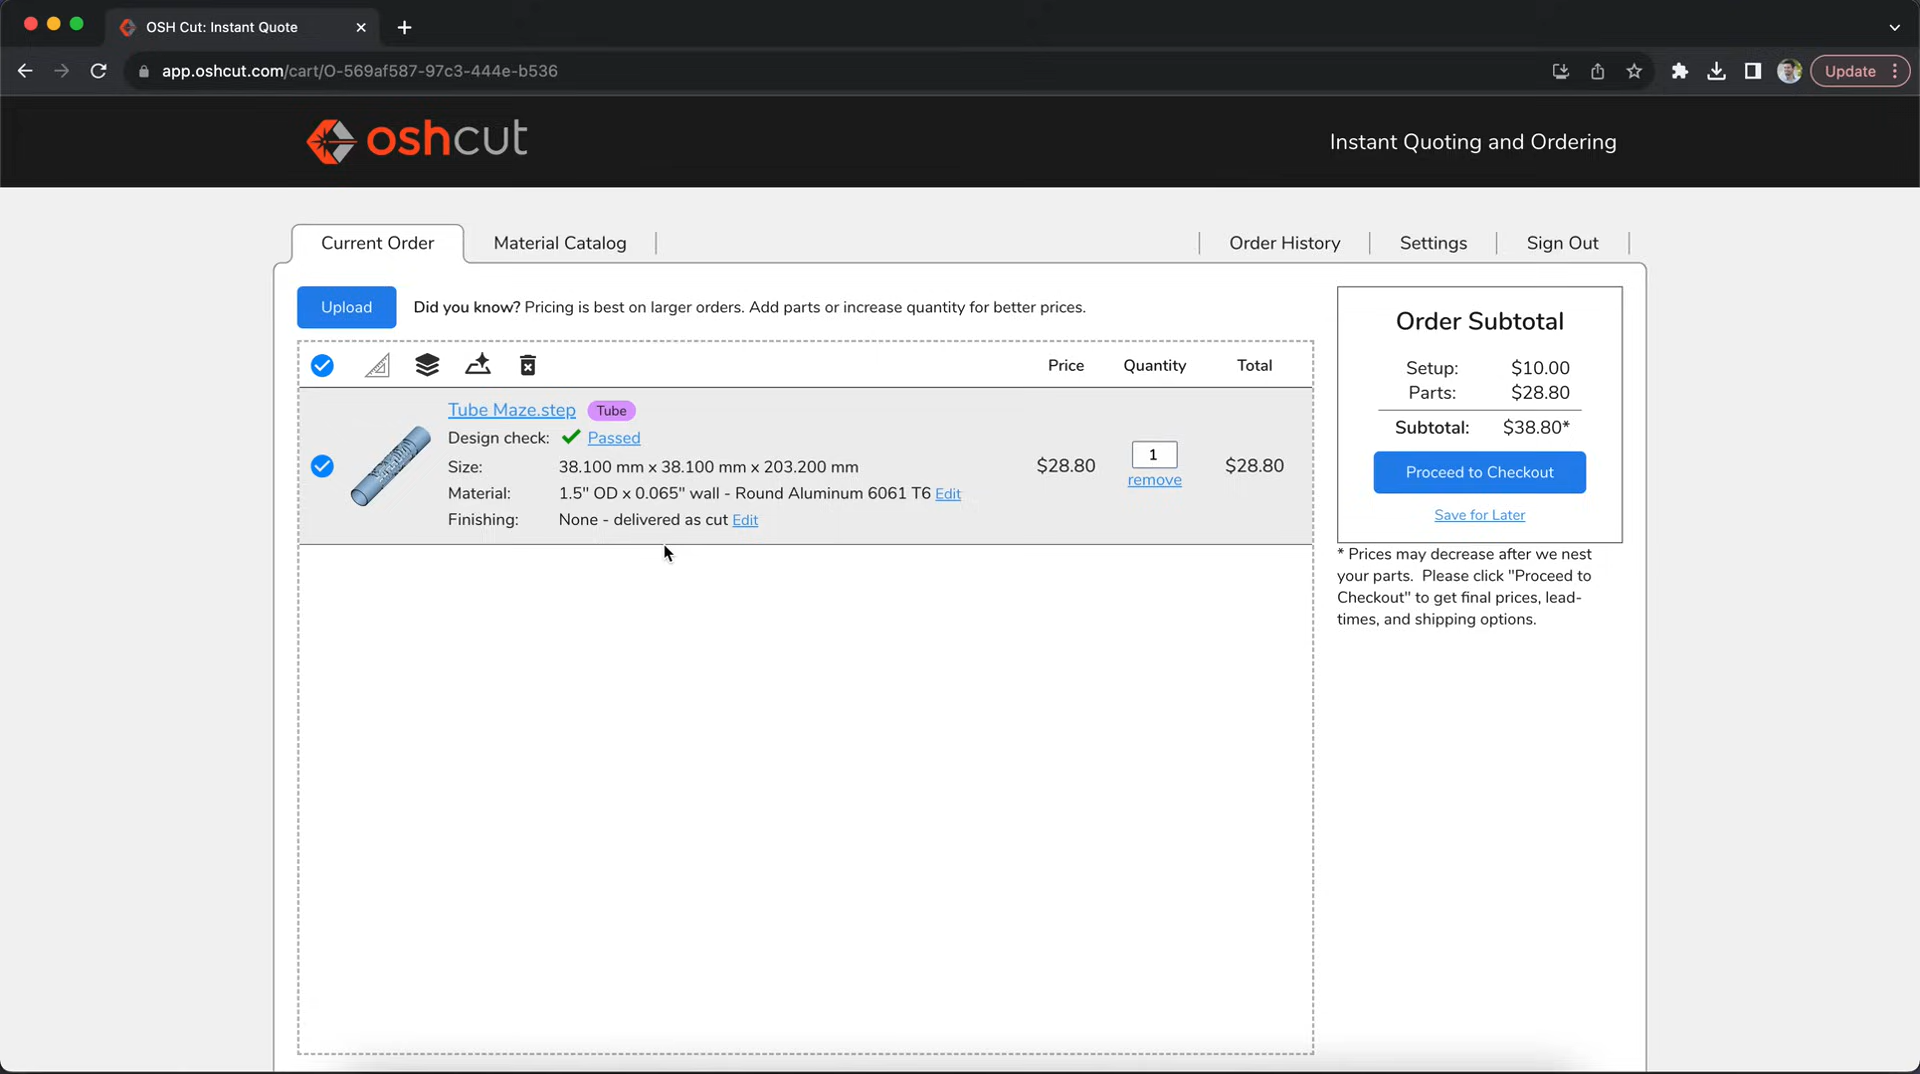 OSH Cut: Instant Quote
app.oshcut.com/cart/O-569af587-97c3-444e-b536
Update
oshcut
Instant Quoting and Ordering
Current Order
Material Catalog
Order History
Settings
Sign Out
Upload
Did you know? Pricing is best on larger orders. Add parts or increase quantity for better prices.
Price
Quantity
Total
Tube Maze.step
Tube
Design check: Passed
Size: 38.100 mm x 38.100 mm x 203.200 mm
Material: 1.5" OD x 0.065" wall - Round Aluminum 6061 T6 Edit
Finishing: None - delivered as cut Edit
$28.80
1
remove
$28.80
Order Subtotal
Setup: $10.00
Parts: $28.80
Subtotal: $38.80*
Proceed to Checkout
Save for Later
* Prices may decrease after we nest
your parts. Please click "Proceed to
Checkout" to get final prices, lead-
times, and shipping options.